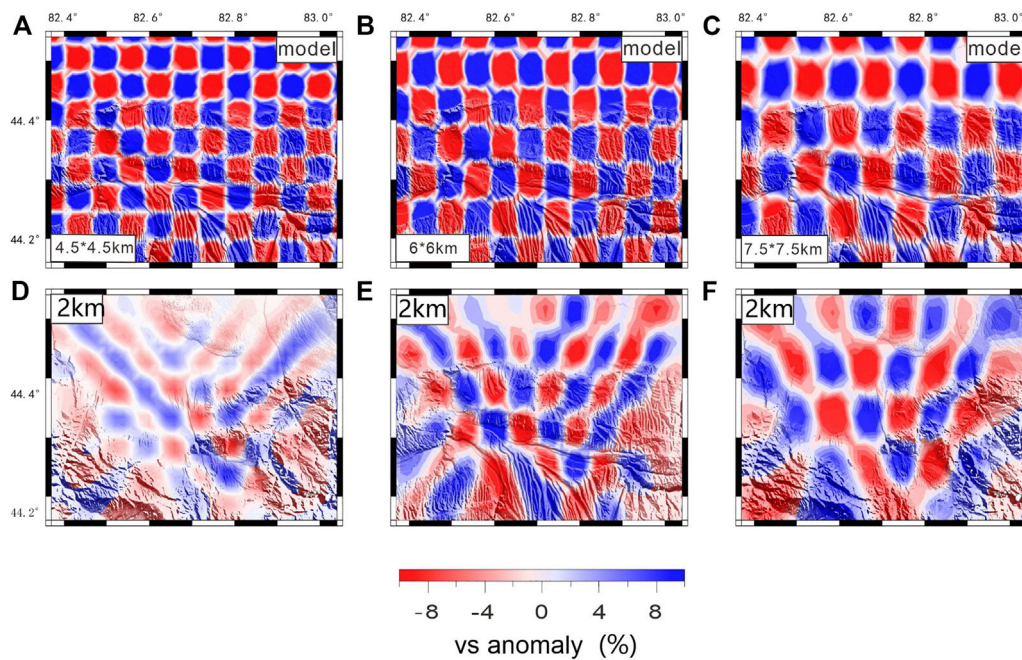 A B C
82.4° 82.6° 82.8° 83.0° 82.4° 82.6° 82.8° 83.0° 82.4° 82.6° 82.8° 83.0°
model model mode
44.4°
44.2°
4.5*4.5km 6*6km 7.5*7.5km
D E F
2km 2km 2km
44.4°
44.2°
-8 -4 0 4 8
vs anomaly (%)